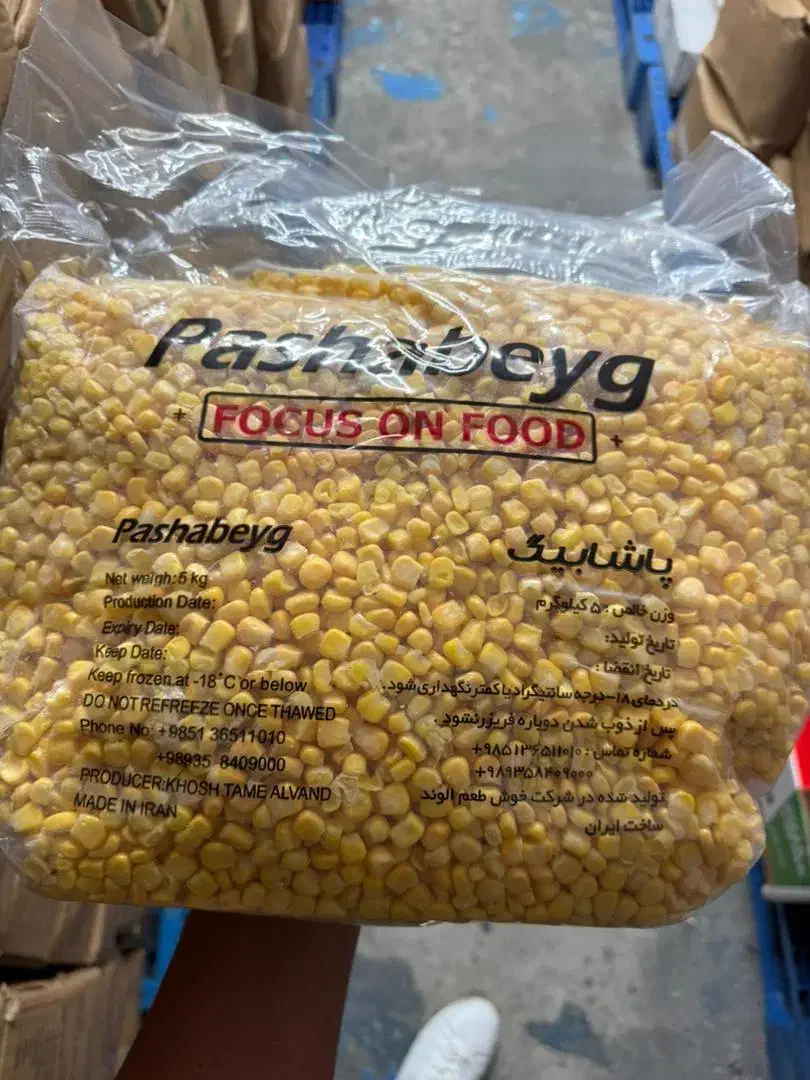 Pashabeyg
FOCUS ON FOOD
Pashabeyg
Net weigh: 5 kg
Production Date:
Expiry Date:
Keep Date:
Keep frozen at -18°C or below
DO NOT REFREEZE ONCE THAWED
Phone No: +9851 36511010
+98935 8409000
PRODUCER:KHOSH TAME ALVAND
MADE IN IRAN
پاشابیگ
وزن خالص : ۵ کیلوگرم
تاریخ تولید:
تاریخ انقضا :
در دمای ۱۸- درجه سانتیگراد یا کمتر نگهداری شود.
پس از ذوب شدن دوباره فریزر نشود.
شماره تماس : ۹۸۵۱۳۶۵۱۱۰۱۰+
۹۸۹۳۵۸۴۰۹۰۰۰+
تولید شده در شرکت خوش طعم الوند
ساخت ایران